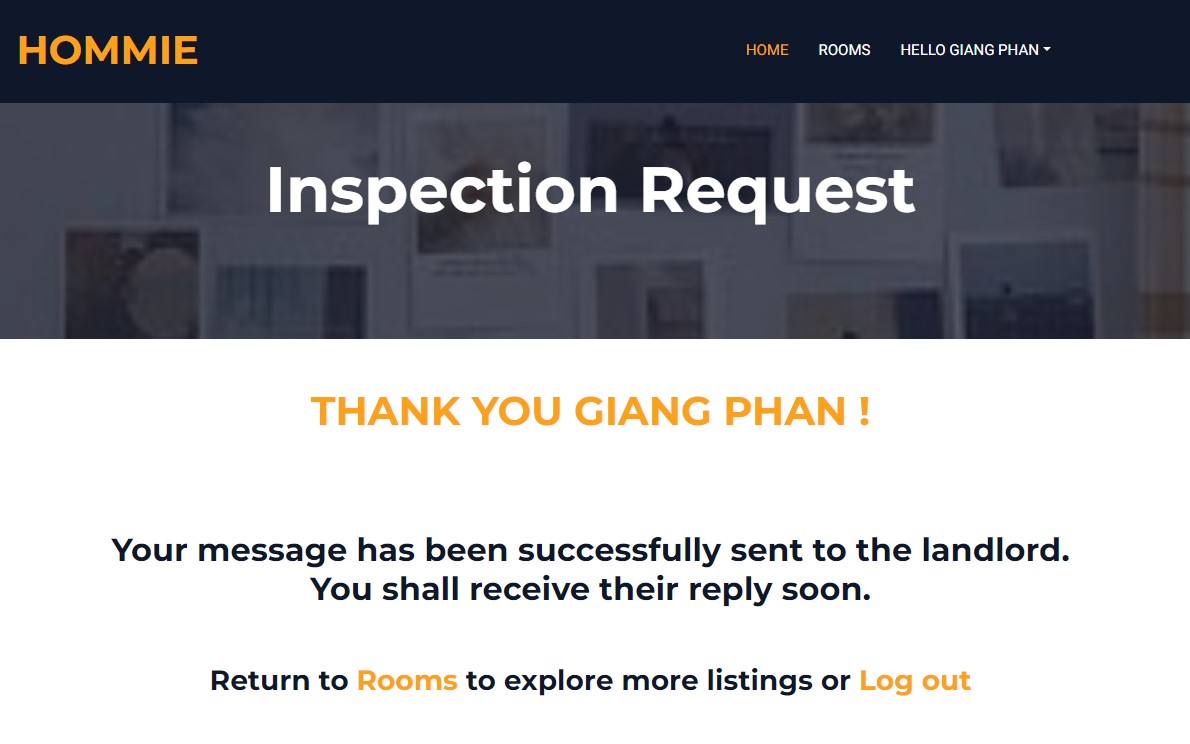 HOMMIE
HOME ROOMS HELLO GIANG PHAN
Inspection Request
THANK YOU GIANG PHAN !
Your message has been successfully sent to the landlord.
You shall receive their reply soon.
Return to Rooms to explore more listings or Log out